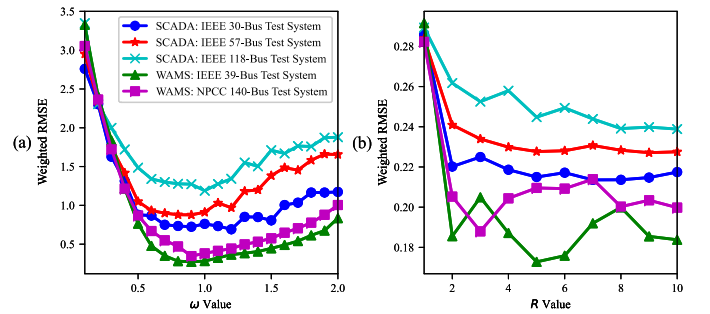 (a)
Weighted RMSE
3.5
3.0
2.5
2.0
1.5
1.0
0.5
SCADA: IEEE 30-Bus Test System
SCADA: IEEE 57-Bus Test System
SCADA: IEEE 118-Bus Test System
WAMS: IEEE 39-Bus Test System
WAMS: NPCC 140-Bus Test System
0.5 1.0 1.5 2.0
ω Value
(b)
Weighted RMSE
0.28
0.26
0.24
0.22
0.20
0.18
2 4 6 8 10
R Value